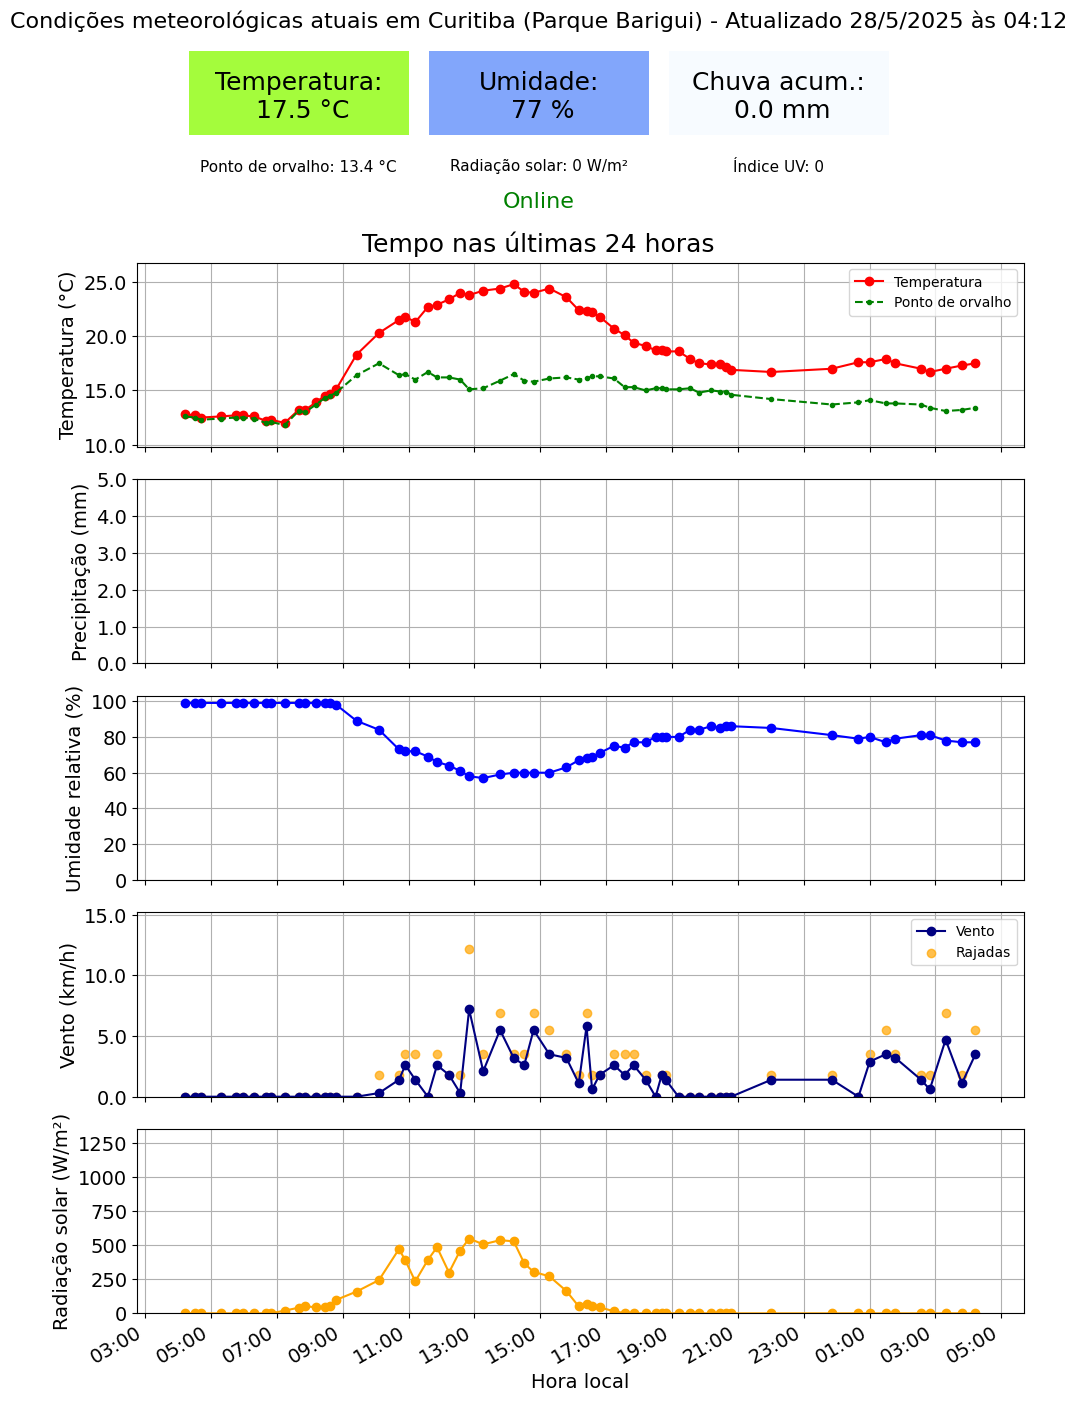 Condições meteorológicas atuais em Curitiba (Parque Barigui) - Atualizado 28/5/2025 às 04:12
Temperatura:
17.5 °C
Umidade:
77 %
Chuva acum.:
0.0 mm
Ponto de orvalho: 13.4 °C
Radiação solar: 0 W/m²
Índice UV: 0
Online
Tempo nas últimas 24 horas
Temperatura (°C)
25.0
20.0
15.0
10.0
Temperatura
Ponto de orvalho
Precipitação (mm)
5.0
4.0
3.0
2.0
1.0
0.0
Umidade relativa (%)
100
80
60
40
20
0
Vento (km/h)
15.0
10.0
5.0
0.0
Vento
Rajadas
Radiação solar (W/m²)
1250
1000
750
500
250
0
03:00
05:00
07:00
09:00
11:00
13:00
15:00
17:00
19:00
21:00
23:00
01:00
03:00
05:00
Hora local